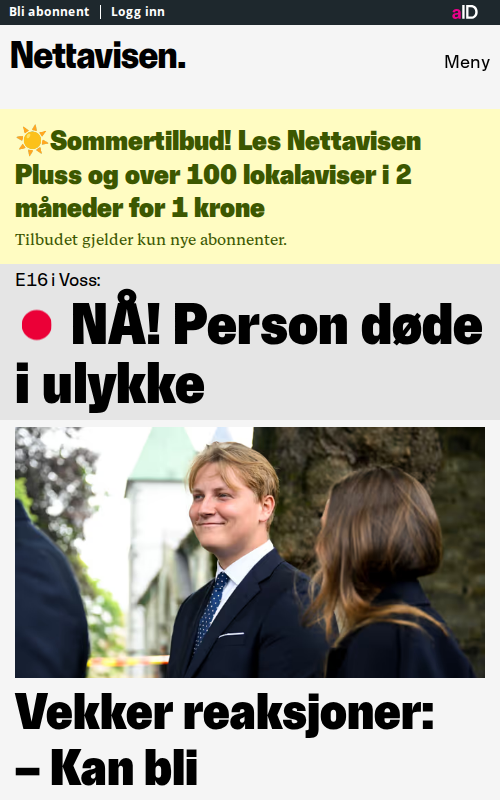 Bli abonnent | Logg inn
aID
Nettavisen.
Meny
☀️Sommertilbud! Les Nettavisen
Pluss og over 100 lokalaviser i 2
måneder for 1 krone
Tilbudet gjelder kun nye abonnenter.
E16 i Voss:
🔴 NÅ! Person døde
i ulykke
Vekker reaksjoner:
– Kan bli